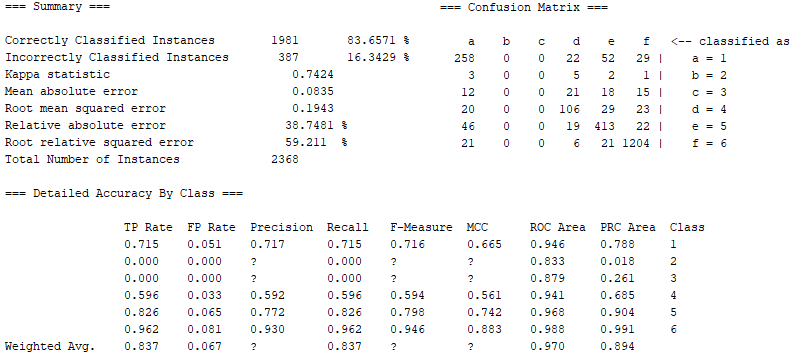 === Summary ===                                          === Confusion Matrix ===
Correctly Classified Instances        1981               83.6571 %        a    b    c    d    e    f   <-- classified as
Incorrectly Classified Instances       387               16.3429 %      258    0    0   22   52   29 |    a = 1
Kappa statistic                          0.7424                           3    0    0    5    2    1 |    b = 2
Mean absolute error                      0.0835                          12    0    0   21   18   15 |    c = 3
Root mean squared error                  0.1943                          20    0    0  106   29   23 |    d = 4
Relative absolute error                 38.7481 %                        46    0    0   19  413   22 |    e = 5
Root relative squared error             59.211  %                        21    0    0    6   21 1204 |    f = 6
Total Number of Instances             2368
=== Detailed Accuracy By Class ===
                 TP Rate  FP Rate  Precision  Recall   F-Measure  MCC      ROC Area  PRC Area  Class
                 0.715    0.051    0.717      0.715    0.716      0.665    0.946     0.788     1
                 0.000    0.000    ?          0.000    ?          ?        0.833     0.018     2
                 0.000    0.000    ?          0.000    ?          ?        0.879     0.261     3
                 0.596    0.033    0.592      0.596    0.594      0.561    0.941     0.685     4
                 0.826    0.065    0.772      0.826    0.798      0.742    0.968     0.904     5
                 0.962    0.081    0.930      0.962    0.946      0.883    0.988     0.991     6
Weighted Avg.    0.837    0.067    ?          0.837    ?          ?        0.970     0.894